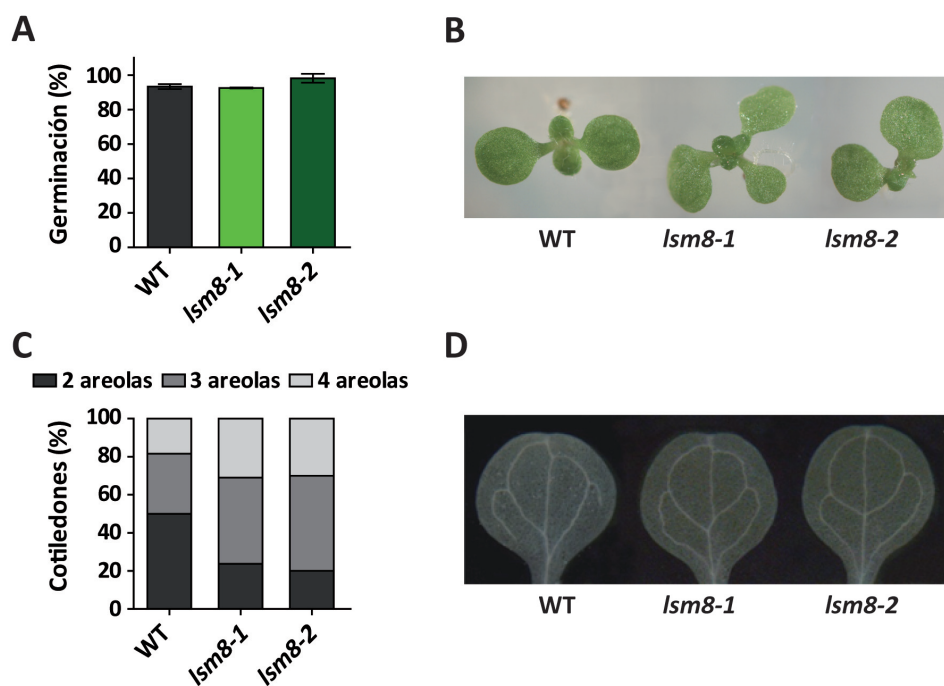 A
Germinación (%)
100
80
60
40
20
0
WT
lsm8-1
lsm8-2
B
WT
lsm8-1
lsm8-2
C
2 areolas 3 areolas 4 areolas
Cotiledones (%)
100
80
60
40
20
0
WT
lsm8-1
lsm8-2
D
WT
lsm8-1
lsm8-2